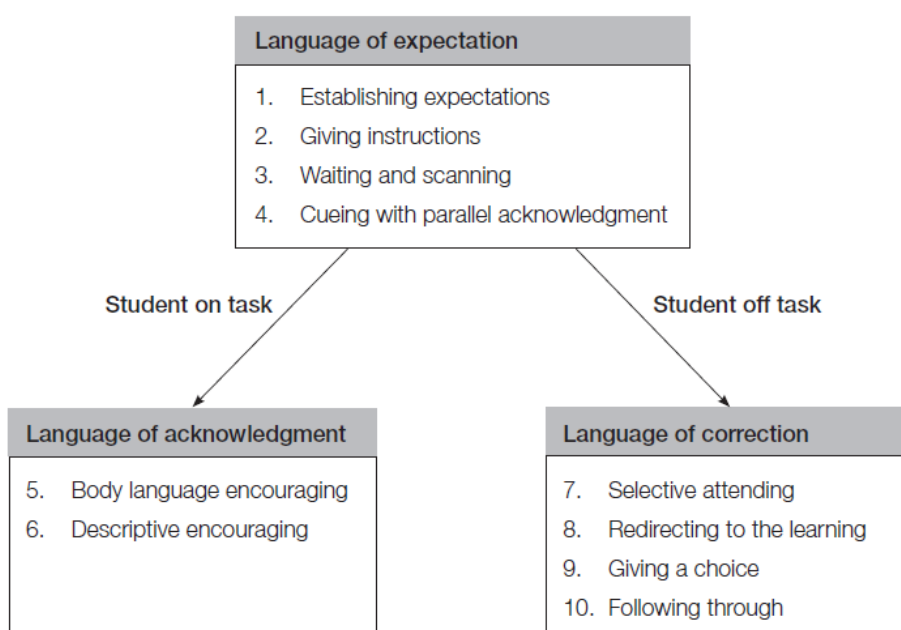 Language of expectation
1. Establishing expectations
2. Giving instructions
3. Waiting and scanning
4. Cueing with parallel acknowledgment
Student on task
Student off task
Language of acknowledgment
5. Body language encouraging
6. Descriptive encouraging
Language of correction
7. Selective attending
8. Redirecting to the learning
9. Giving a choice
10. Following through